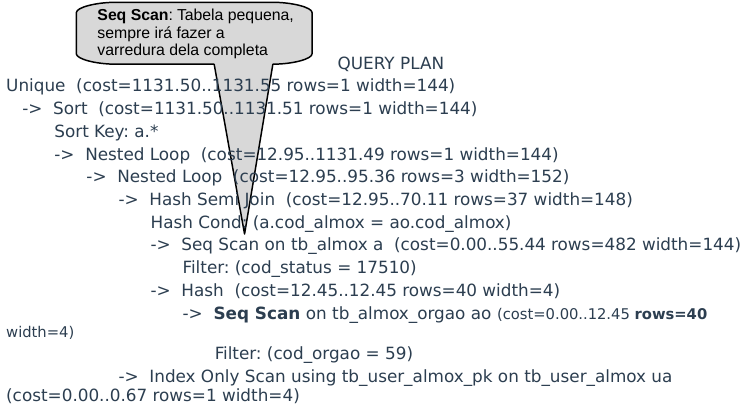 Seq Scan: Tabela pequena,
sempre irá fazer a
varredura dela completa
QUERY PLAN
Unique (cost=1131.50..1131.55 rows=1 width=144)
-> Sort (cost=1131.50..1131.51 rows=1 width=144)
Sort Key: a.*
-> Nested Loop (cost=12.95..1131.49 rows=1 width=144)
-> Nested Loop (cost=12.95..95.36 rows=3 width=152)
-> Hash Semi Join (cost=12.95..70.11 rows=37 width=148)
Hash Cond: (a.cod_almox = ao.cod_almox)
-> Seq Scan on tb_almox a (cost=0.00..55.44 rows=482 width=144)
Filter: (cod_status = 17510)
-> Hash (cost=12.45..12.45 rows=40 width=4)
-> Seq Scan on tb_almox_orgao ao (cost=0.00..12.45 rows=40
width=4)
Filter: (cod_orgao = 59)
-> Index Only Scan using tb_user_almox_pk on tb_user_almox ua
(cost=0.00..0.67 rows=1 width=4)